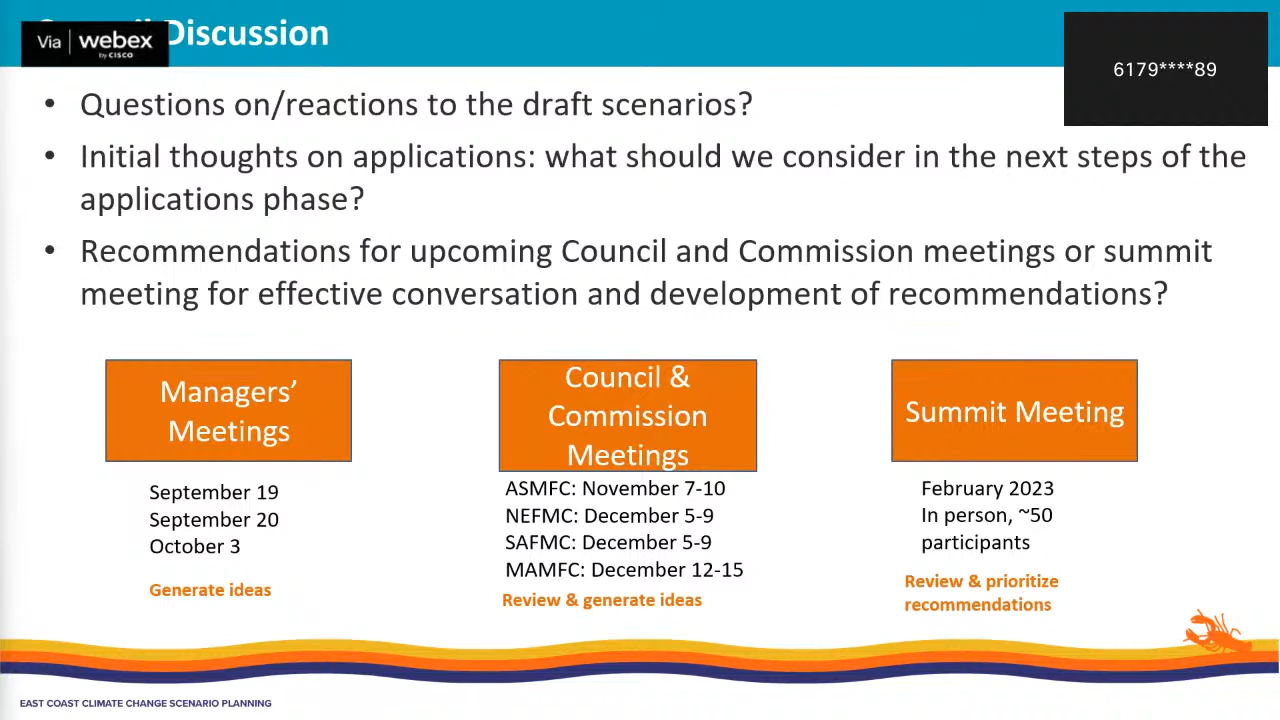 Discussion
Via webex
by CISCO
6179****89
• Questions on/reactions to the draft scenarios?
• Initial thoughts on applications: what should we consider in the next steps of the
applications phase?
• Recommendations for upcoming Council and Commission meetings or summit
meeting for effective conversation and development of recommendations?
Managers’
Meetings
September 19
September 20
October 3
Generate ideas
Council &
Commission
Meetings
ASMFC: November 7-10
NEFMC: December 5-9
SAFMC: December 5-9
MAMFC: December 12-15
Review & generate ideas
Summit Meeting
February 2023
In person, ~50
participants
Review & prioritize
recommendations
EAST COAST CLIMATE CHANGE SCENARIO PLANNING